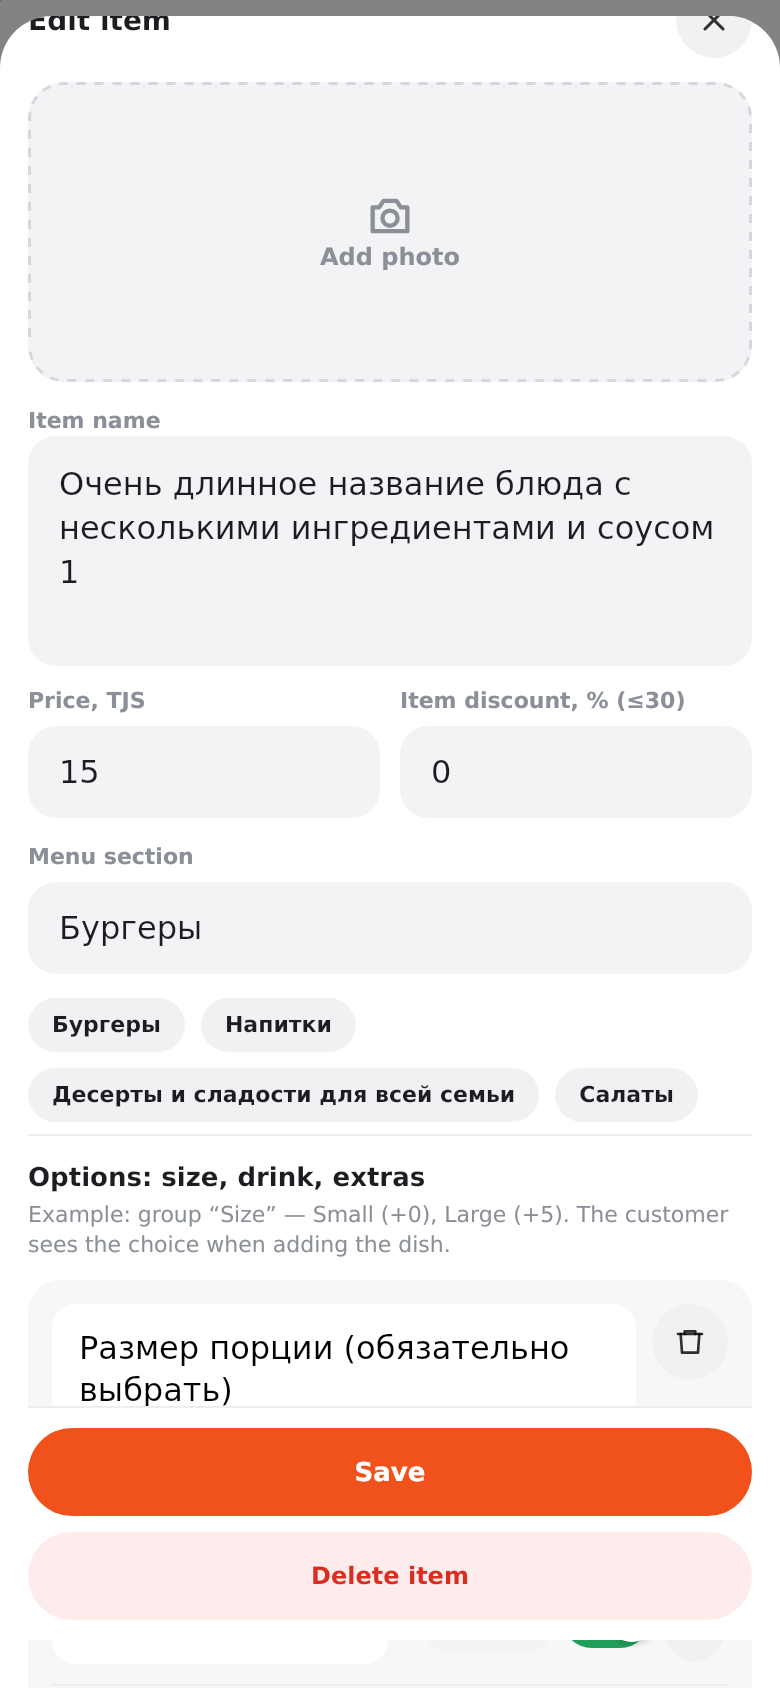 Edit item
Add photo
Item name
Очень длинное название блюда с
несколькими ингредиентами и соусом
1
Price, TJS
Item discount, % (≤30)
15
0
Menu section
Бургеры
Бургеры
Напитки
Десерты и сладости для всей семьи
Салаты
Options: size, drink, extras
Example: group “Size” — Small (+0), Large (+5). The customer
sees the choice when adding the dish.
Размер порции (обязательно
выбрать)
Save
Delete item